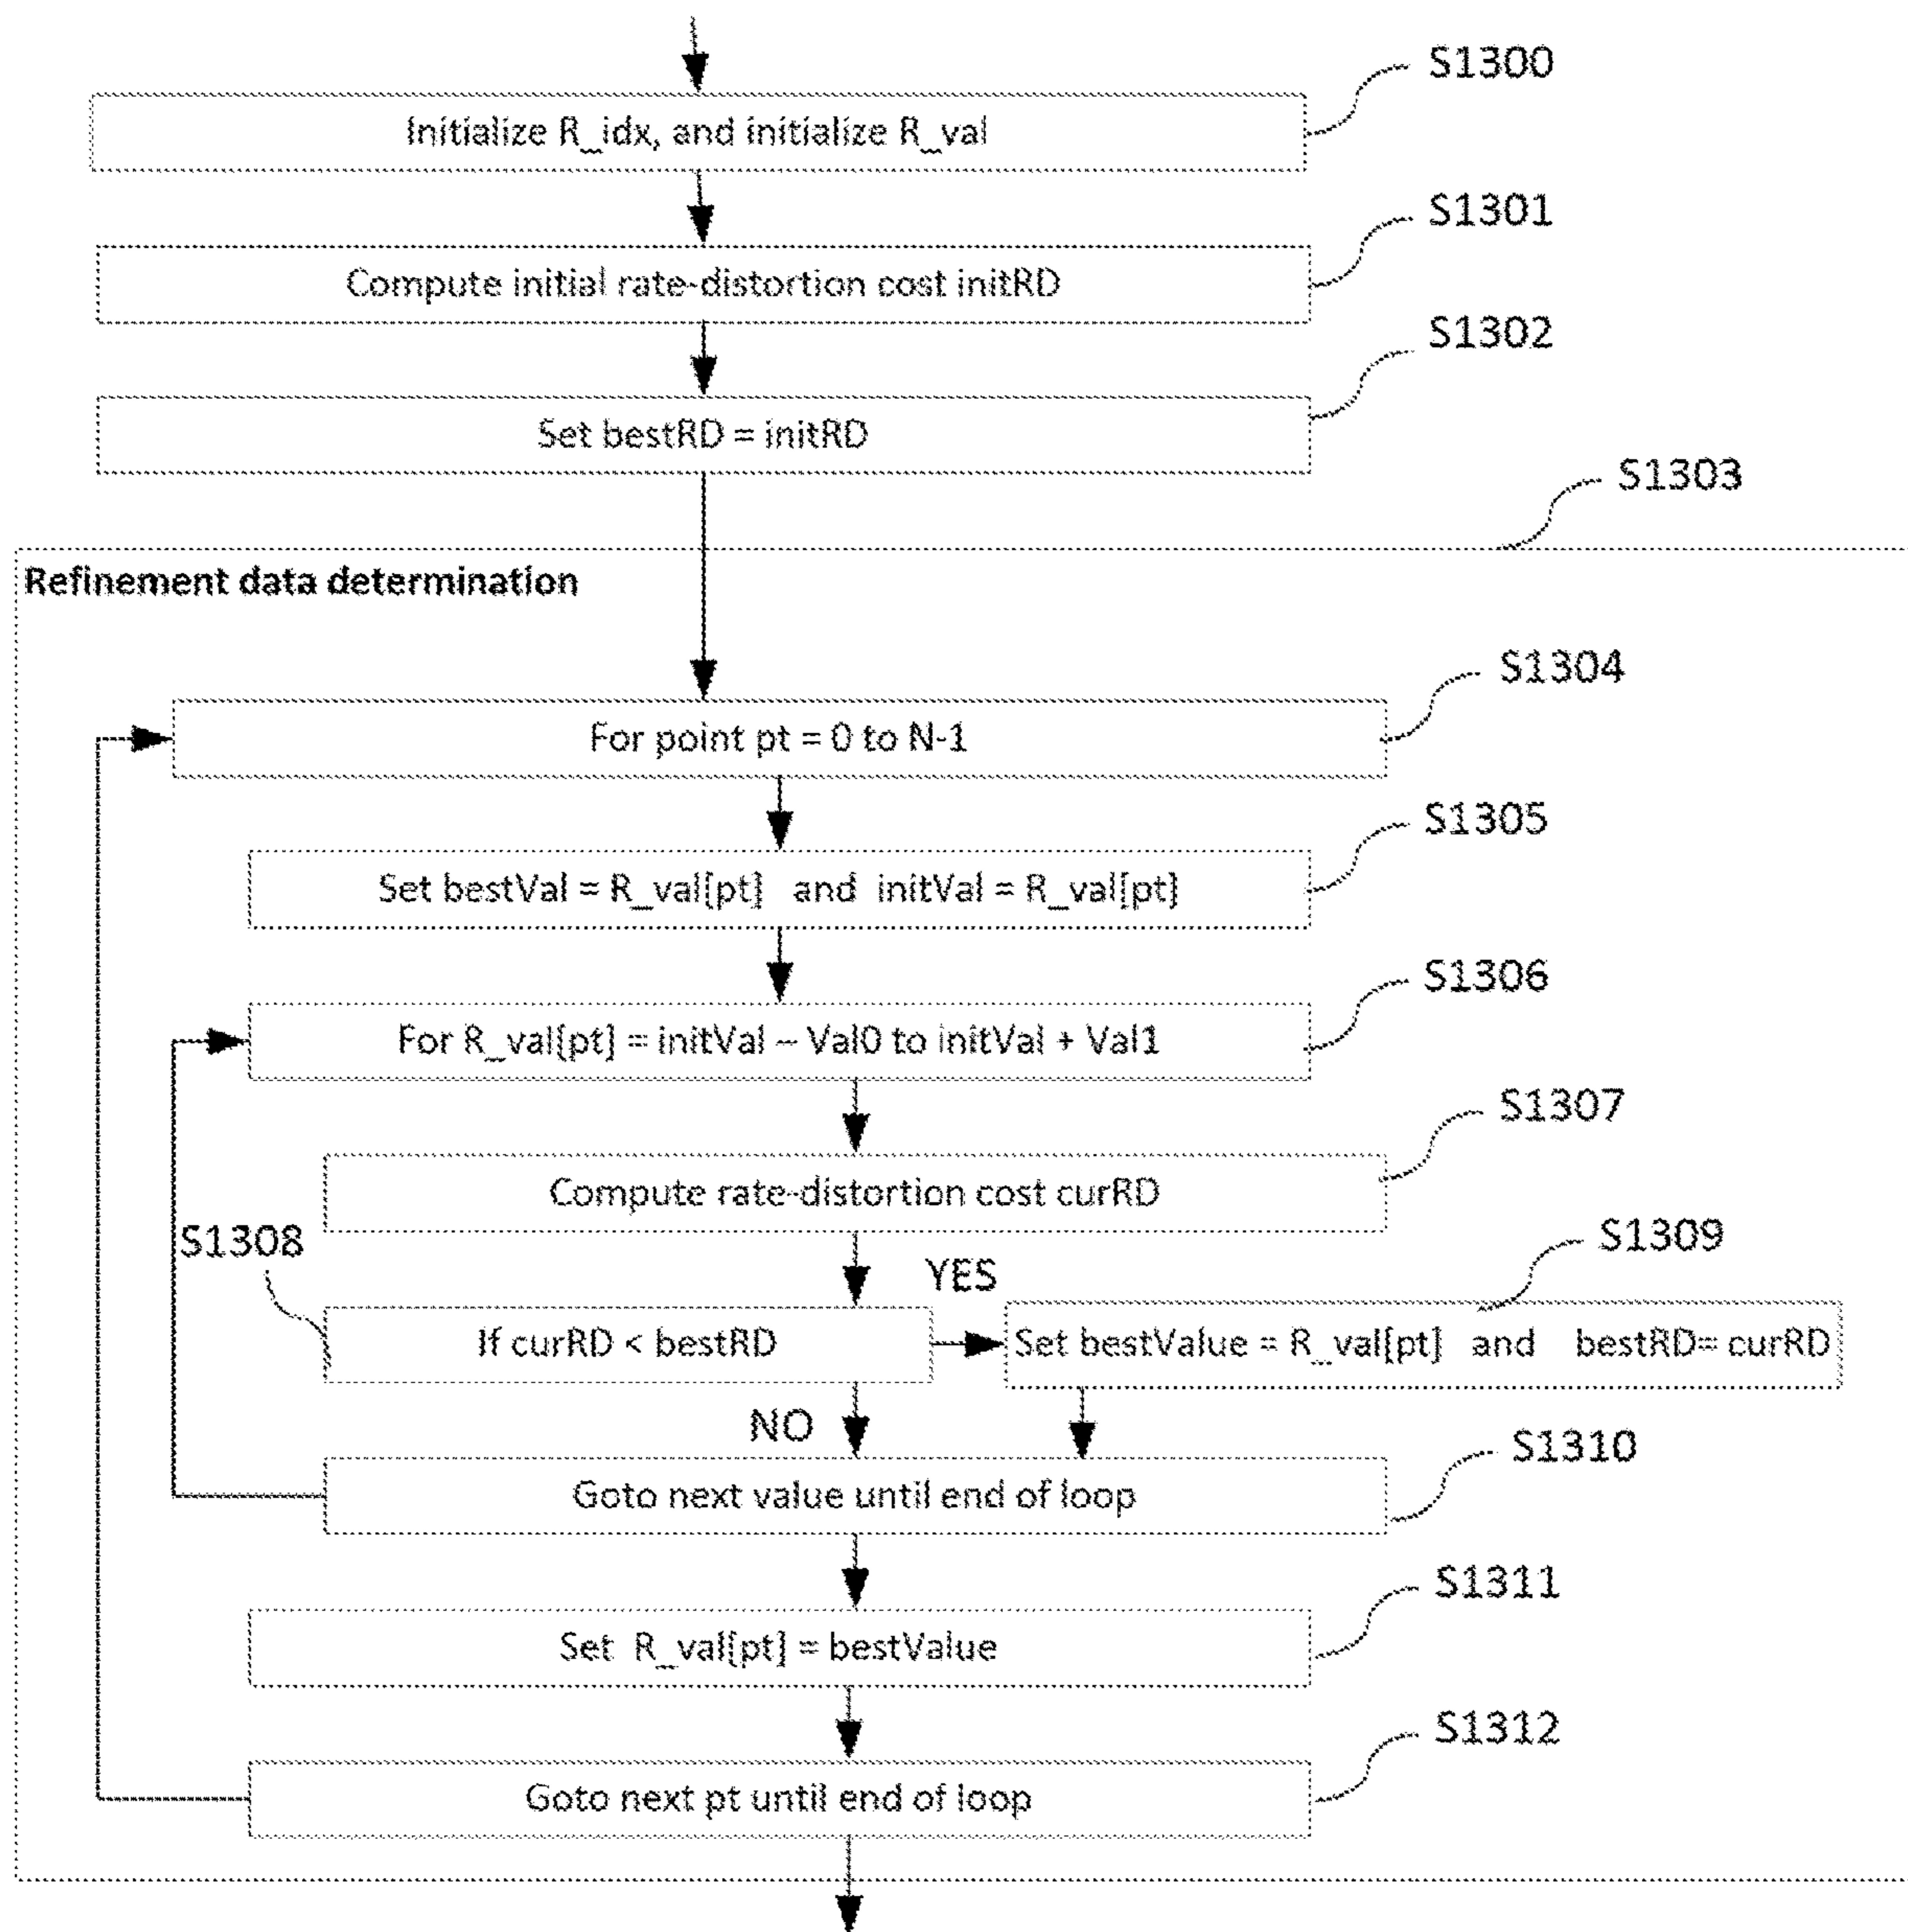 S1300
Initialize R_idx, and initialize R_val
S1301
Compute initial rate-distortion cost initRD
S1302
Set bestRD = initRD
S1303
Refinement data determination
S1304
For point pt = 0 to N-1
S1305
Set bestVal = R_val[pt] and initVal = R_val[pt]
S1306
For R_val[pt] = initVal – Val0 to initVal + Val1
S1307
Compute rate-distortion cost curRD
S1308
S1309
YES
If curRD < bestRD
Set bestValue = R_val[pt] and bestRD= curRD
NO
S1310
Goto next value until end of loop
S1311
Set R_val[pt] = bestValue
S1312
Goto next pt until end of loop